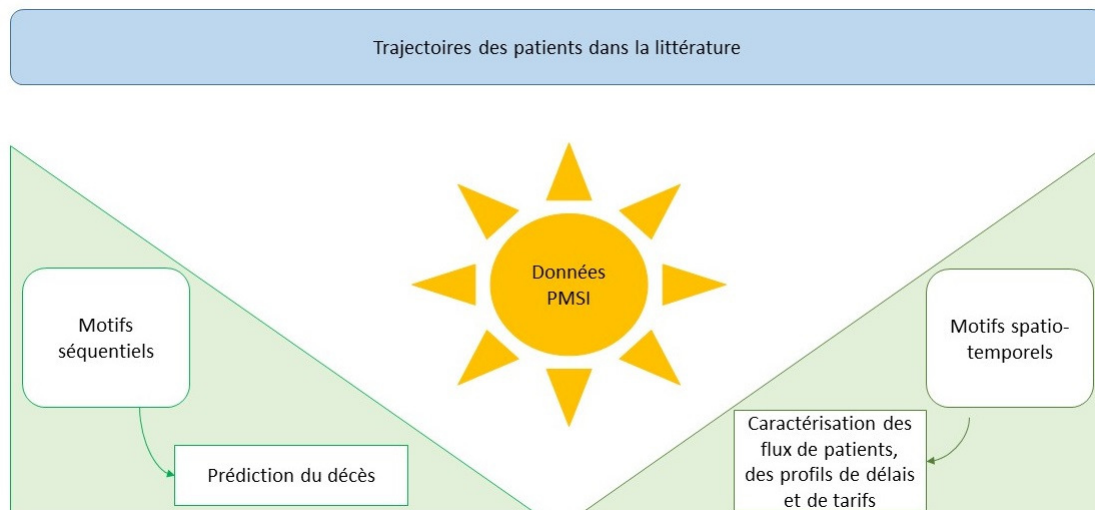 Trajectoires des patients dans la littérature
Données
PMSI
Motifs
séquentiels
Motifs spatio-
temporels
Prédiction du décès
Caractérisation des
flux de patients,
des profils de délais
et de tarifs